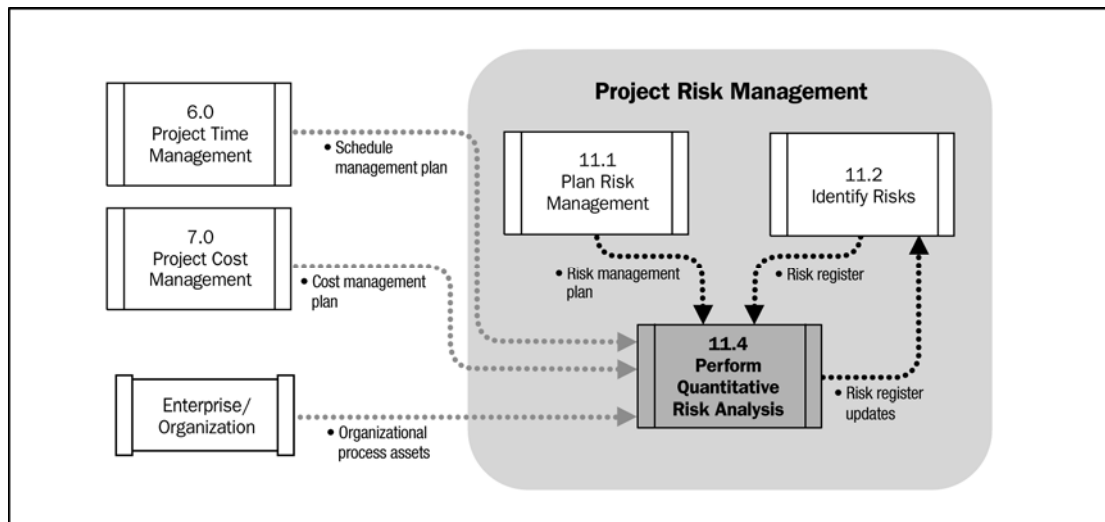 Project Risk Management
6.0
Project Time
Management
• Schedule
management plan
11.1
Plan Risk
Management
11.2
Identify Risks
7.0
Project Cost
Management
• Cost management
plan
• Risk management
plan
• Risk register
11.4
Perform
Quantitative
Risk Analysis
• Risk register
updates
Enterprise/
Organization
• Organizational
process assets